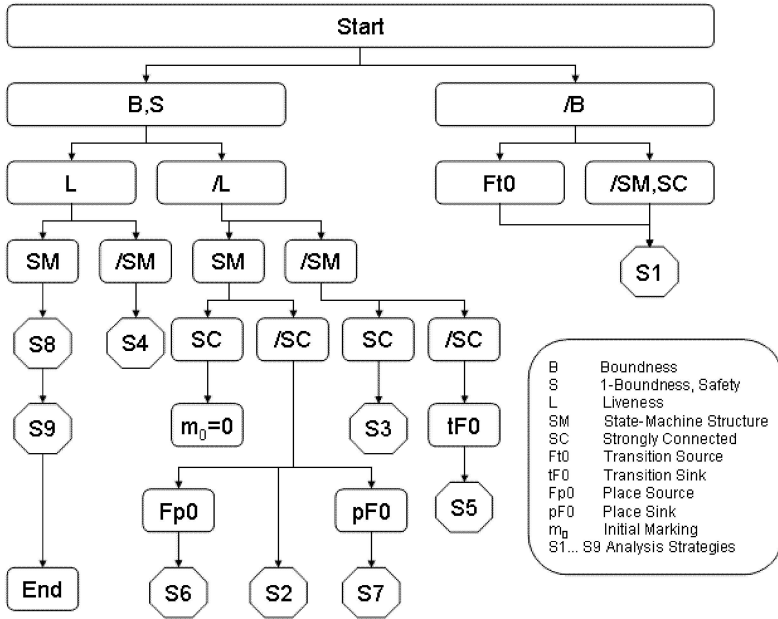 Start
B,S
/B
L
/L
Ft0
/SM,SC
SM
/SM
SM
/SM
S1
S8
S4
SC
/SC
SC
/SC
S9
m0=0
S3
tF0
Fp0
pF0
S5
End
S6
S2
S7
B Boundness
S 1-Boundness, Safety
L Liveness
SM State-Machine Structure
SC Strongly Connected
Ft0 Transition Source
tF0 Transition Sink
Fp0 Place Source
pF0 Place Sink
m0 Initial Marking
S1... S9 Analysis Strategies